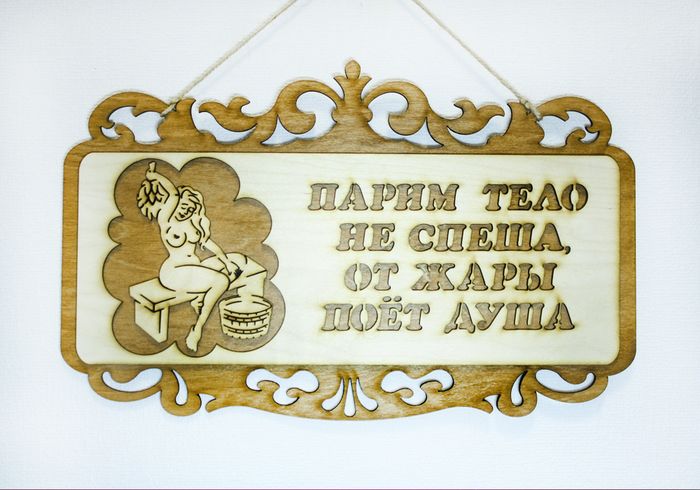 ПАРИМ ТЕЛО
НЕ СПЕША,
ОТ ЖАРЫ
ПОЁТ ДУША